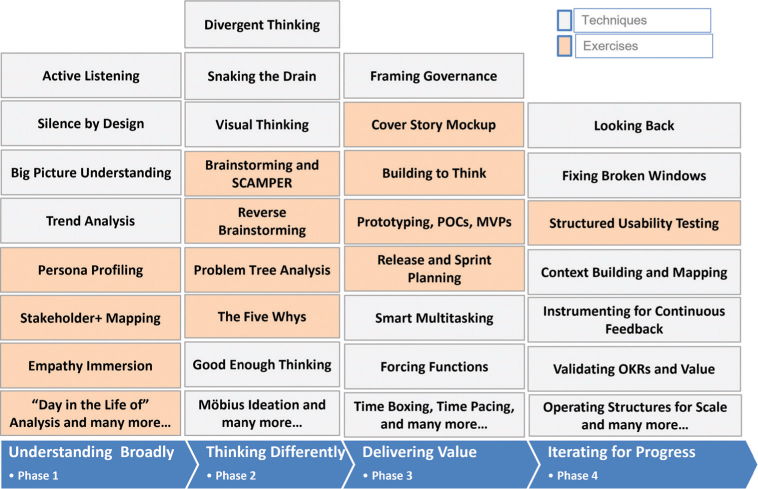 Divergent Thinking
Techniques
Exercises
Active Listening
Snaking the Drain
Framing Governance
Silence by Design
Visual Thinking
Cover Story Mockup
Looking Back
Big Picture Understanding
Brainstorming and
SCAMPER
Building to Think
Fixing Broken Windows
Trend Analysis
Reverse
Brainstorming
Prototyping, POCs, MVPs
Structured Usability Testing
Persona Profiling
Problem Tree Analysis
Release and Sprint
Planning
Context Building and Mapping
Stakeholder+ Mapping
The Five Whys
Smart Multitasking
Instrumenting for Continuous
Feedback
Empathy Immersion
Good Enough Thinking
Forcing Functions
Validating OKRs and Value
“Day in the Life of”
Analysis and many more…
Möbius Ideation and
many more…
Time Boxing, Time Pacing,
and many more…
Operating Structures for Scale
and many more…
Understanding Broadly
• Phase 1
Thinking Differently
• Phase 2
Delivering Value
• Phase 3
Iterating for Progress
• Phase 4